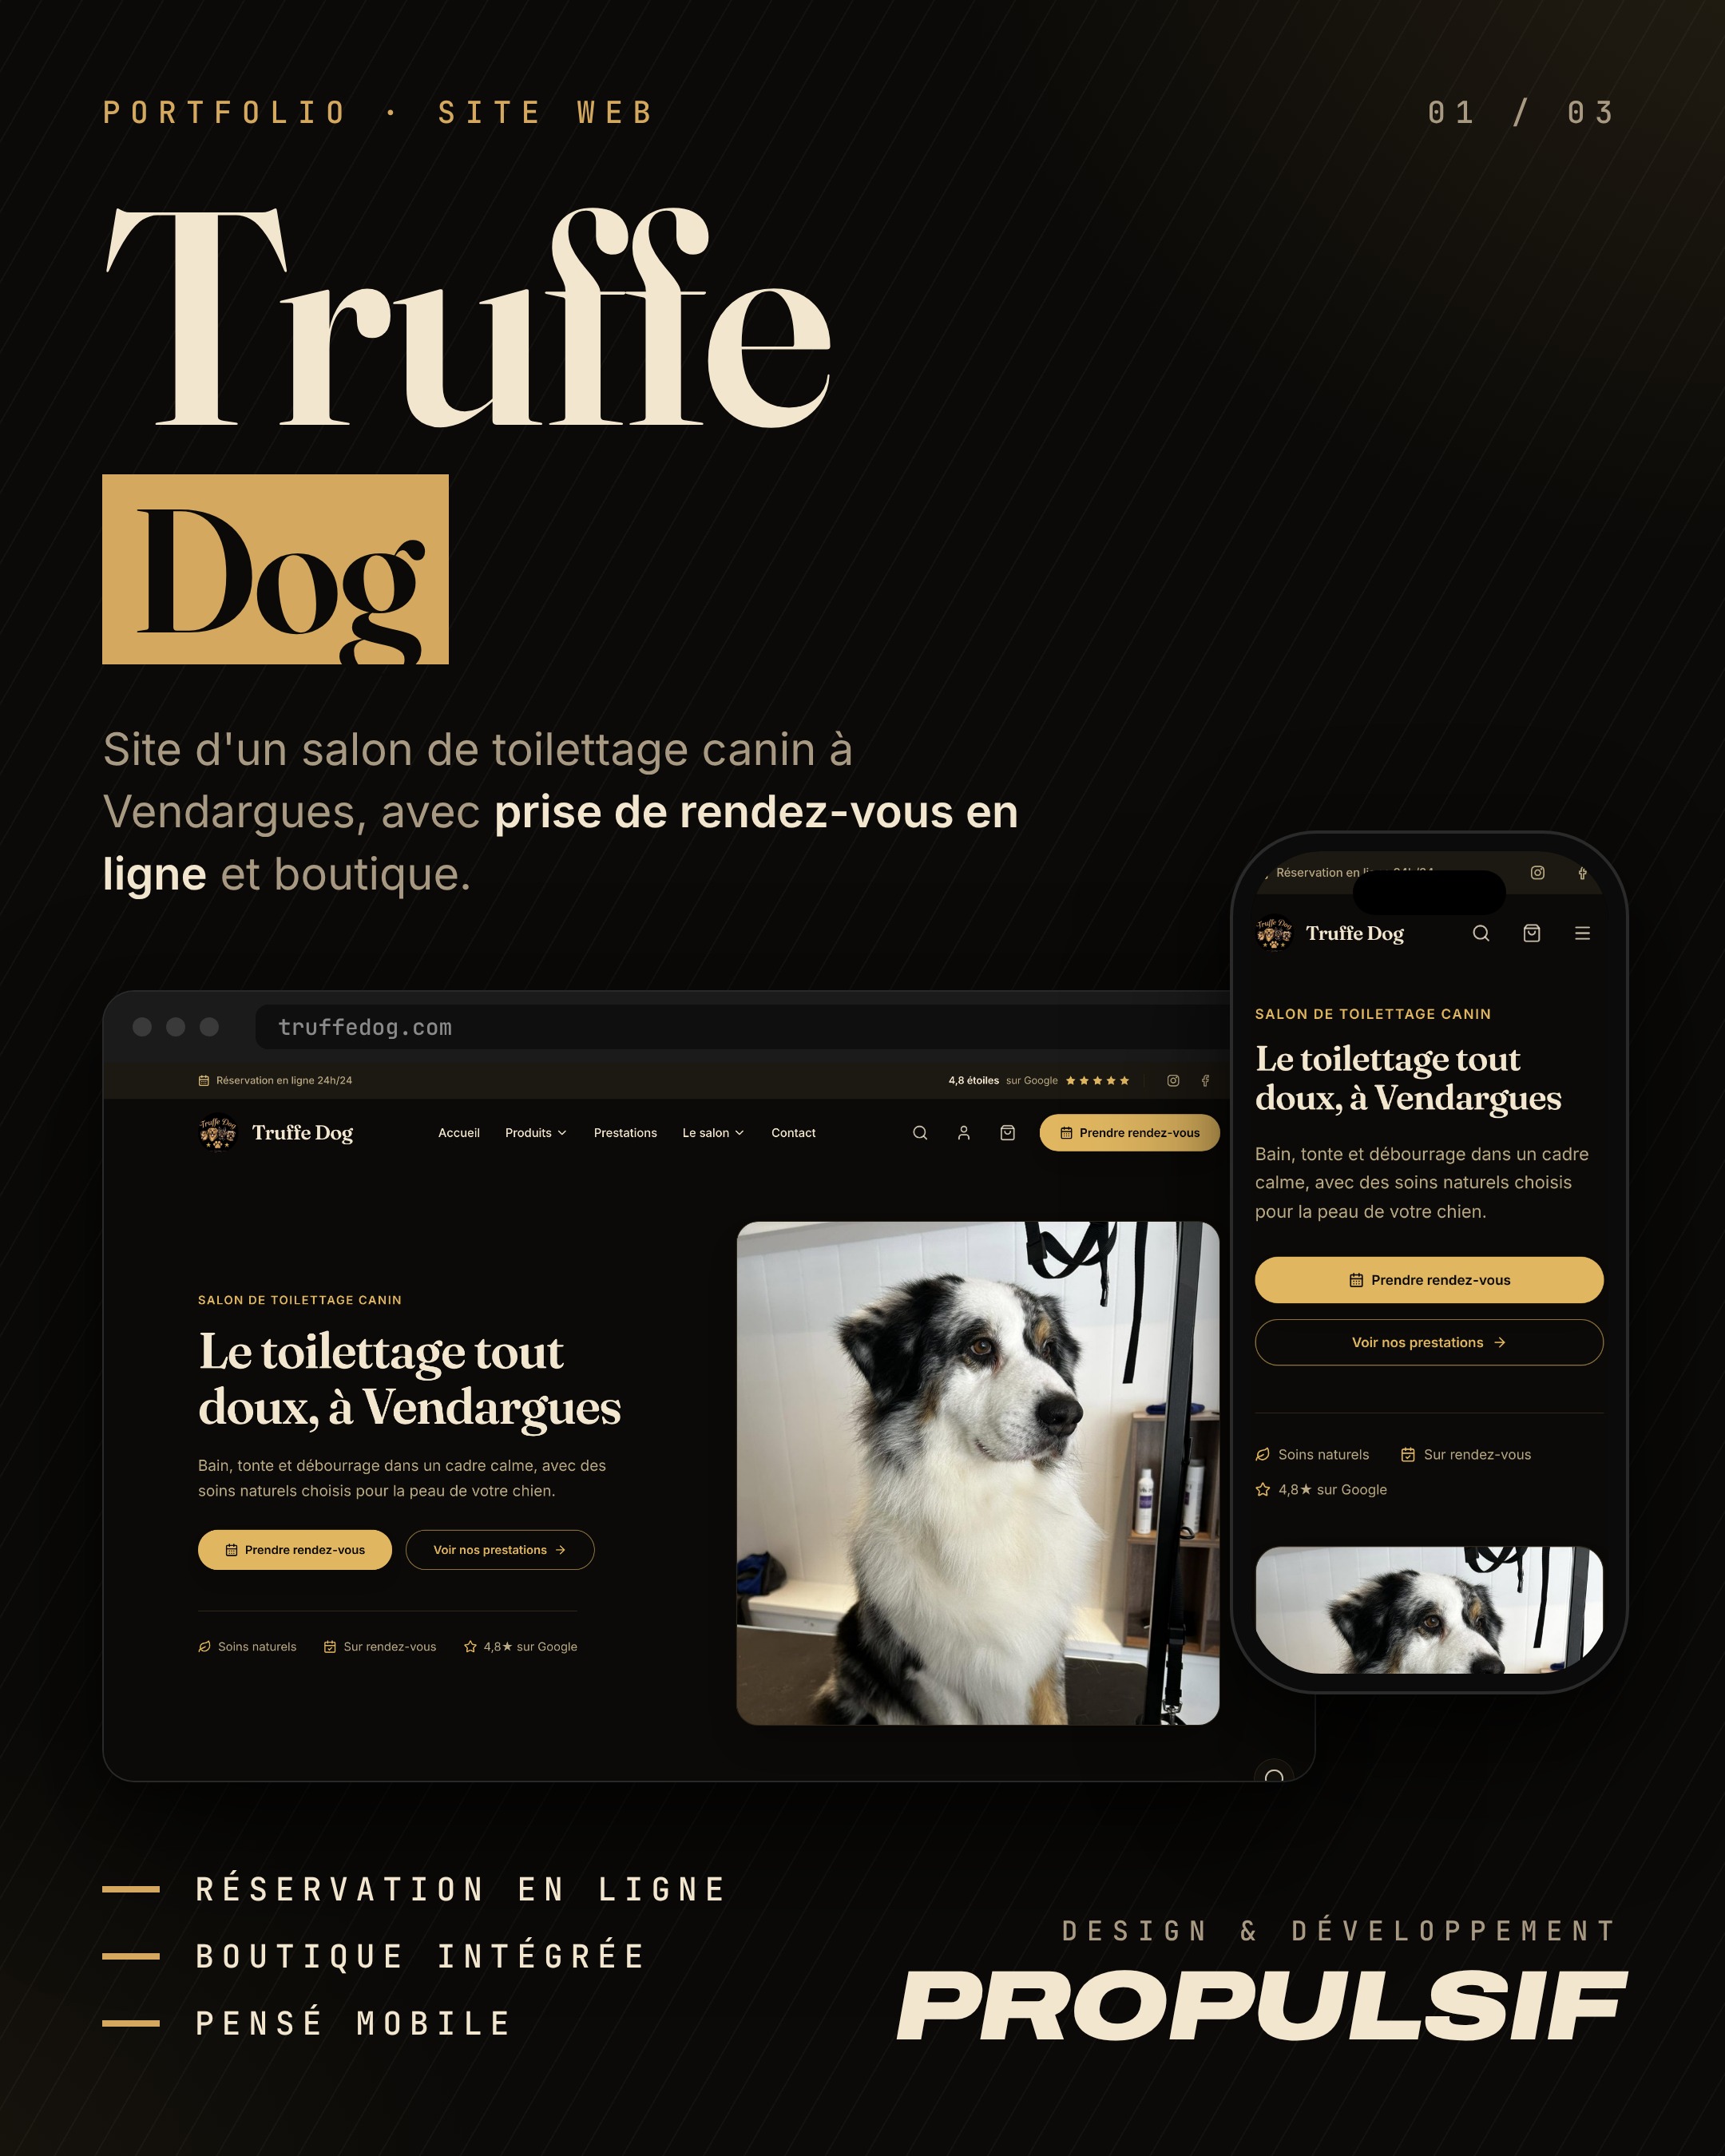 PORTFOLIO · SITE WEB
01 / 03
Truffe
Dog
Site d'un salon de toilettage canin à
Vendargues, avec prise de rendez-vous en
ligne et boutique.
truffedog.com
Réservation en ligne 24h/24
4,8 étoiles sur Google ★★★★★
Truffe Dog
Truffe Dog
Accueil
Produits
Prestations
Le salon
Contact
Prendre rendez-vous
SALON DE TOILETTAGE CANIN
Le toilettage tout
doux, à Vendargues
Bain, tonte et débourrage dans un cadre calme, avec des
soins naturels choisis pour la peau de votre chien.
Prendre rendez-vous
Voir nos prestations →
Soins naturels
Sur rendez-vous
4,8★ sur Google
Réservation en
Truffe Dog
Truffe Dog
SALON DE TOILETTAGE CANIN
Le toilettage tout
doux, à Vendargues
Bain, tonte et débourrage dans un cadre
calme, avec des soins naturels choisis
pour la peau de votre chien.
Prendre rendez-vous
Voir nos prestations →
Soins naturels
Sur rendez-vous
4,8★ sur Google
RÉSERVATION EN LIGNE
BOUTIQUE INTÉGRÉE
PENSÉ MOBILE
DESIGN & DÉVELOPPEMENT
PROPULSIF